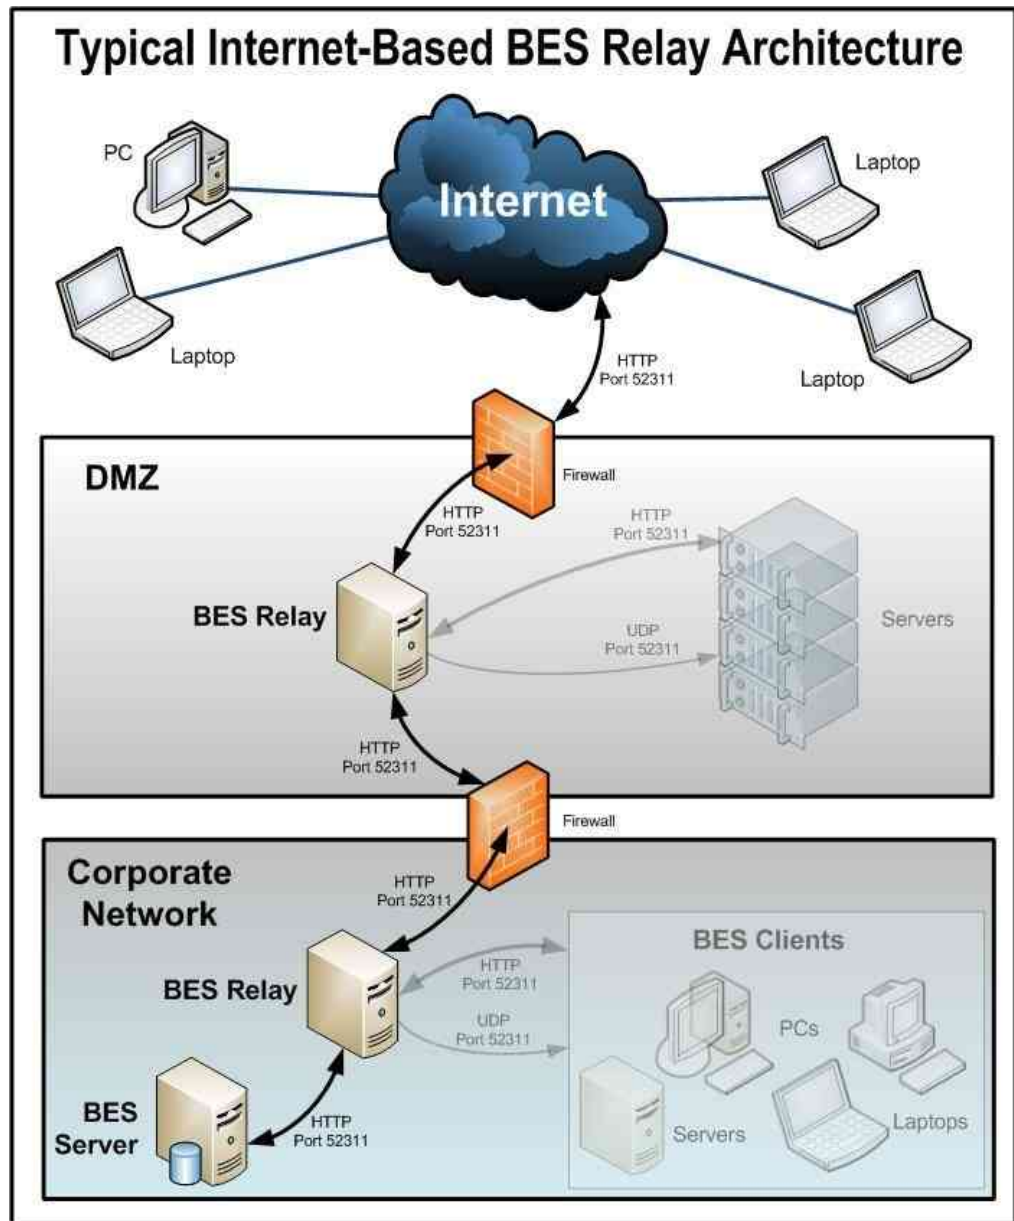 Typical Internet-Based BES Relay Architecture
PC
Internet
Laptop
Laptop
Laptop
HTTP
Port 52311
DMZ
Firewall
HTTP
Port 52311
HTTP
Port 52311
BES Relay
UDP
Port 52311
Servers
HTTP
Port 52311
Firewall
Corporate
Network
HTTP
Port 52311
BES Clients
BES Relay
HTTP
Port 52311
UDP
Port 52311
PCs
BES
Server
HTTP
Port 52311
Servers
Laptops